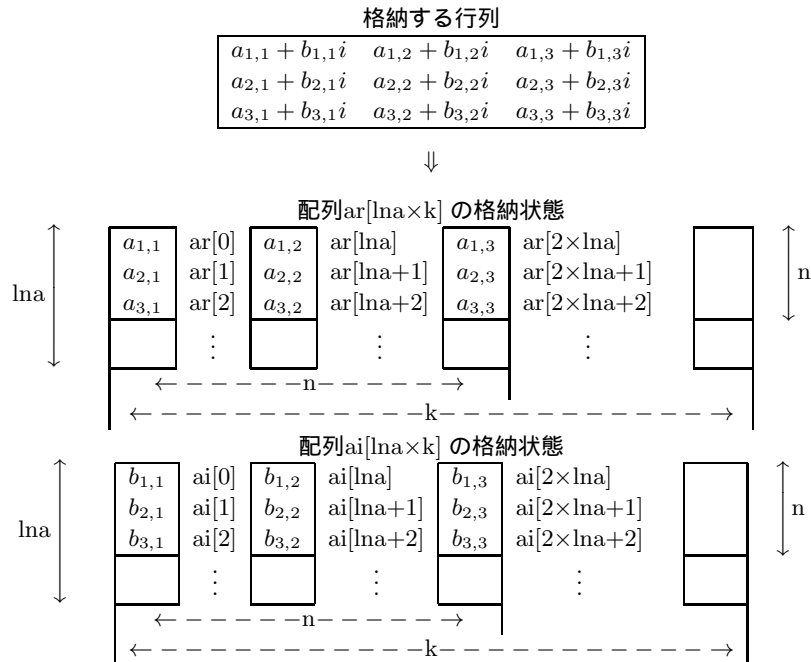 格納する行列
a1,1 + b1,1i a1,2 + b1,2i a1,3 + b1,3i
a2,1 + b2,1i a2,2 + b2,2i a2,3 + b2,3i
a3,1 + b3,1i a3,2 + b3,2i a3,3 + b3,3i
⇓
配列ar[lna×k] の格納状態
a1,1 ar[0] a1,2 ar[lna] a1,3 ar[2×lna]
a2,1 ar[1] a2,2 ar[lna+1] a2,3 ar[2×lna+1] n
lna a3,1 ar[2] a3,2 ar[lna+2] a3,3 ar[2×lna+2]
⋮ ⋮ ⋮
n
k
配列ai[lna×k] の格納状態
b1,1 ai[0] b1,2 ai[lna] b1,3 ai[2×lna]
lna b2,1 ai[1] b2,2 ai[lna+1] b2,3 ai[2×lna+1] n
b3,1 ai[2] b3,2 ai[lna+2] b3,3 ai[2×lna+2]
⋮ ⋮ ⋮
n
k